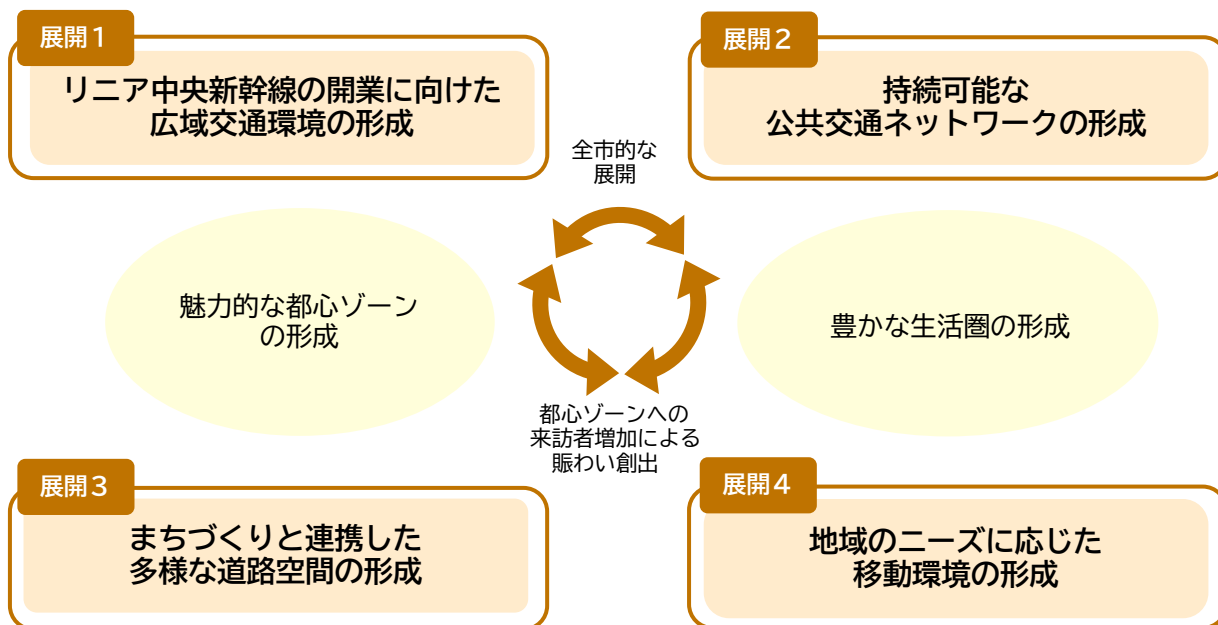 展開1
リニア中央新幹線の開業に向けた
広域交通環境の形成
展開2
持続可能な
公共交通ネットワークの形成
全市的な
展開
魅力的な都心ゾーン
の形成
豊かな生活圏の形成
都心ゾーンへの
来訪者増加による
賑わい創出
展開3
まちづくりと連携した
多様な道路空間の形成
展開4
地域のニーズに応じた
移動環境の形成